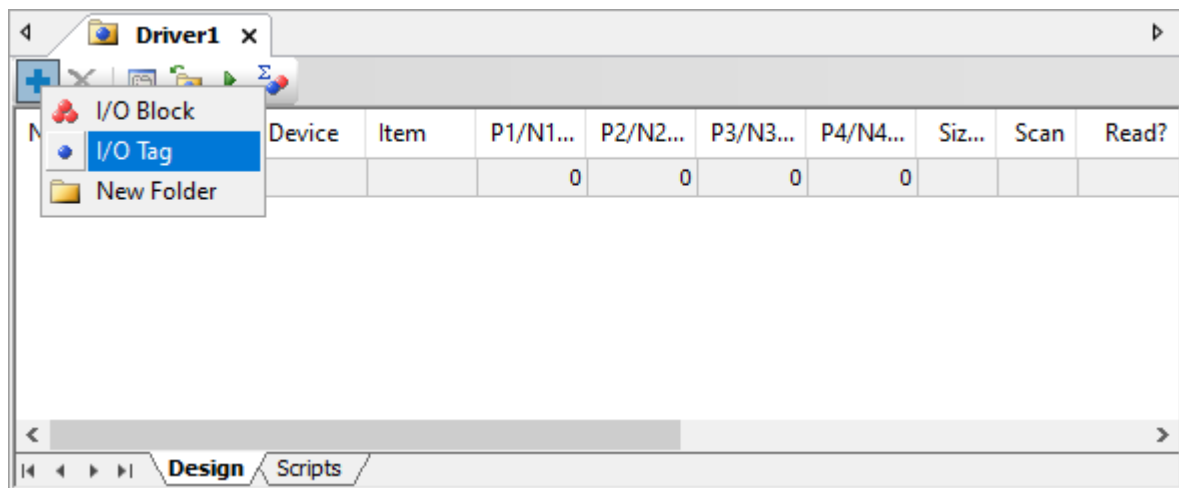 Driver1
I/O Block
I/O Tag
New Folder
N Device Item P1/N1... P2/N2... P3/N3... P4/N4... Siz... Scan Read?
0 0 0 0
Design Scripts